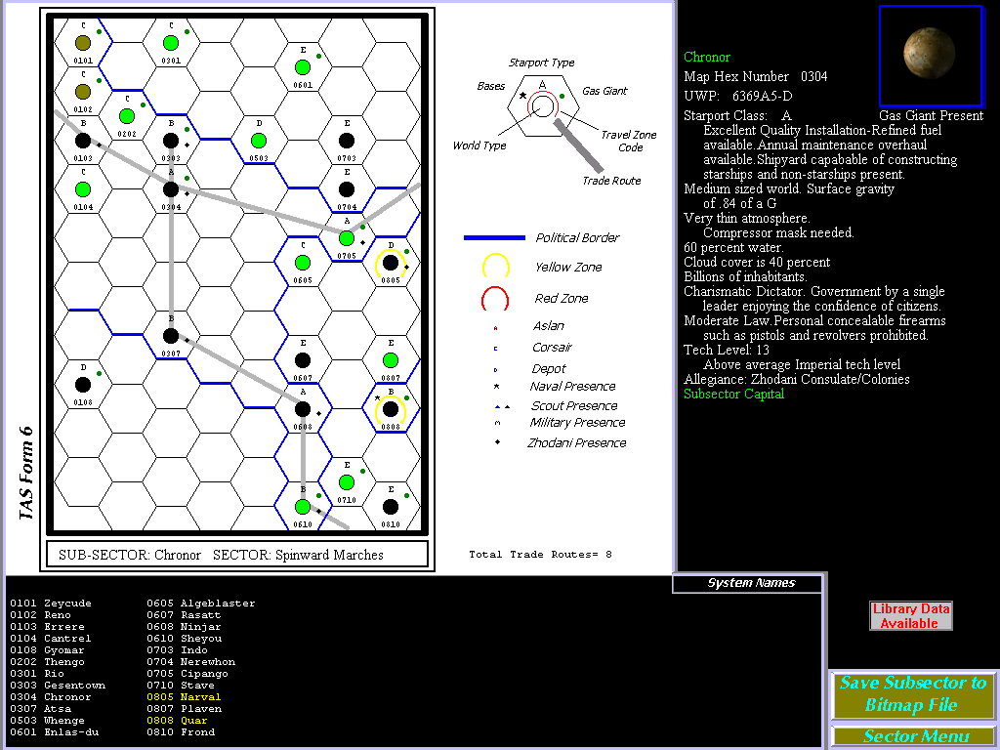 C
0101
C
0301
E
0601
C
0102
C
0202
B
0103
B
0303
D
0503
E
0703
C
0104
A
0304
E
0704
A
0705
C
0605
D
0805
B
0307
E
0607
E
0807
D
0108
A
0608
B
0808
E
0710
B
0610
E
0810
TAS Form 6
SUB-SECTOR: Chronor SECTOR: Spinward Marches
Starport Type
Bases
A
Gas Giant
World Type
Travel Zone
Code
Trade Route
Political Border
Yellow Zone
Red Zone
A Aslan
C Corsair
D Depot
Naval Presence
Scout Presence
Military Presence
Zhodani Presence
Total Trade Routes= 8
Chronor
Map Hex Number 0304
UWP: 6369A5-D
Starport Class: A
Gas Giant Present
Excellent Quality Installation-Refined fuel
available.Annual maintenance overhaul
available.Shipyard capabable of constructing
starships and non-starships present.
Medium sized world. Surface gravity
of .84 of a G
Very thin atmosphere.
Compressor mask needed.
60 percent water.
Cloud cover is 40 percent
Billions of inhabitants.
Charismatic Dictator. Government by a single
leader enjoying the confidence of citizens.
Moderate Law.Personal concealable firearms
such as pistols and revolvers prohibited.
Tech Level: 13
Above average Imperial tech level
Allegiance: Zhodani Consulate/Colonies
Subsector Capital
System Names
0101 Zeycude
0102 Reno
0103 Errere
0104 Cantrel
0108 Gyomar
0202 Thengo
0301 Rio
0303 Gesentown
0304 Chronor
0307 Atsa
0503 Whenge
0601 Enlas-du
0605 Algeblaster
0607 Rasatt
0608 Ninjar
0610 Sheyou
0703 Indo
0704 Nerewhon
0705 Cipango
0710 Stave
0805 Narval
0807 Plaven
0808 Quar
0810 Frond
Library Data
Available
Save Subsector to
Bitmap File
Sector Menu